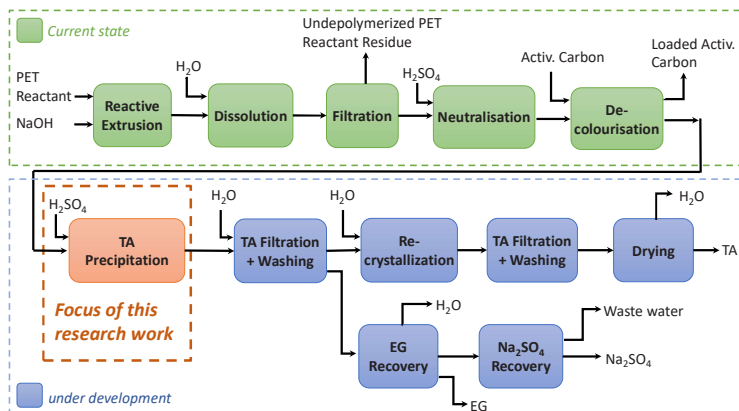 Current state
Undepolymerized PET
Reactant Residue
Activ. Carbon
Loaded Activ.
Carbon
PET
Reactant
NaOH
H₂O
H₂SO₄
Reactive
Extrusion
Dissolution
Filtration
Neutralisation
De-
colourisation
H₂SO₄
TA
Precipitation
Focus of this
research work
H₂O
TA Filtration
+ Washing
H₂O
Re-
crystallization
TA Filtration
+ Washing
Drying
H₂O
TA
H₂O
EG
Recovery
EG
Na₂SO₄
Recovery
Waste water
Na₂SO₄
under development